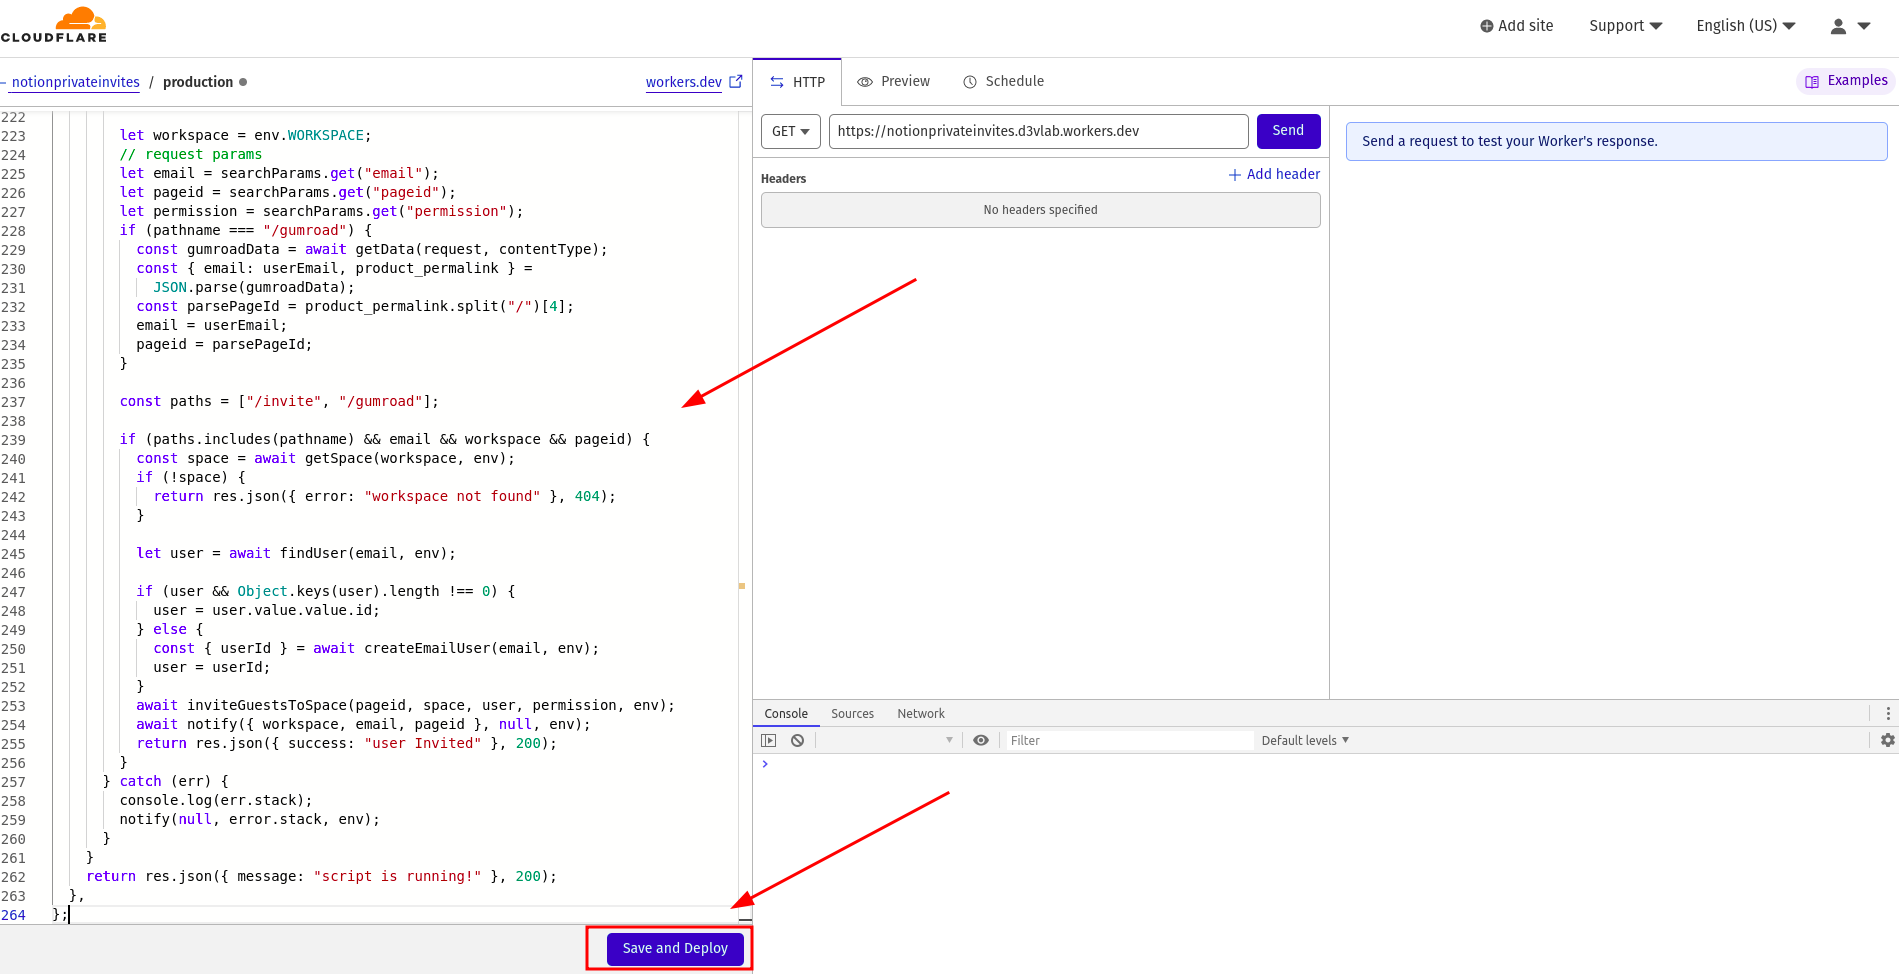 CLOUDFLARE
Add site
Support
English (US)
notionprivateinvites / production
workers.dev
HTTP
Preview
Schedule
Examples
222
223 let workspace = env.WORKSPACE;
224 // request params
225 let email = searchParams.get("email");
226 let pageid = searchParams.get("pageid");
227 let permission = searchParams.get("permission");
228 if (pathname === "/gumroad") {
229 const gumroadData = await getData(request, contentType);
230 const { email: userEmail, product_permalink } =
231 JSON.parse(gumroadData);
232 const parsePageId = product_permalink.split("/")[4];
233 email = userEmail;
234 pageid = parsePageId;
235 }
236
237 const paths = ["/invite", "/gumroad"];
238
239 if (paths.includes(pathname) && email && workspace && pageid) {
240 const space = await getSpace(workspace, env);
241 if (!space) {
242 return res.json({ error: "workspace not found" }, 404);
243 }
244
245 let user = await findUser(email, env);
246
247 if (user && Object.keys(user).length !== 0) {
248 user = user.value.value.id;
249 } else {
250 const { userId } = await createEmailUser(email, env);
251 user = userId;
252 }
253 await inviteGuestsToSpace(pageid, space, user, permission, env);
254 await notify({ workspace, email, pageid }, null, env);
255 return res.json({ success: "user Invited" }, 200);
256 }
257 } catch (err) {
258 console.log(err.stack);
259 notify(null, error.stack, env);
260 }
261 }
262 return res.json({ message: "script is running!" }, 200);
263 },
264 };
Save and Deploy
GET
https://notionprivateinvites.d3vlab.workers.dev
Send
Headers
Add header
No headers specified
Send a request to test your Worker's response.
Console
Sources
Network
Filter
Default levels